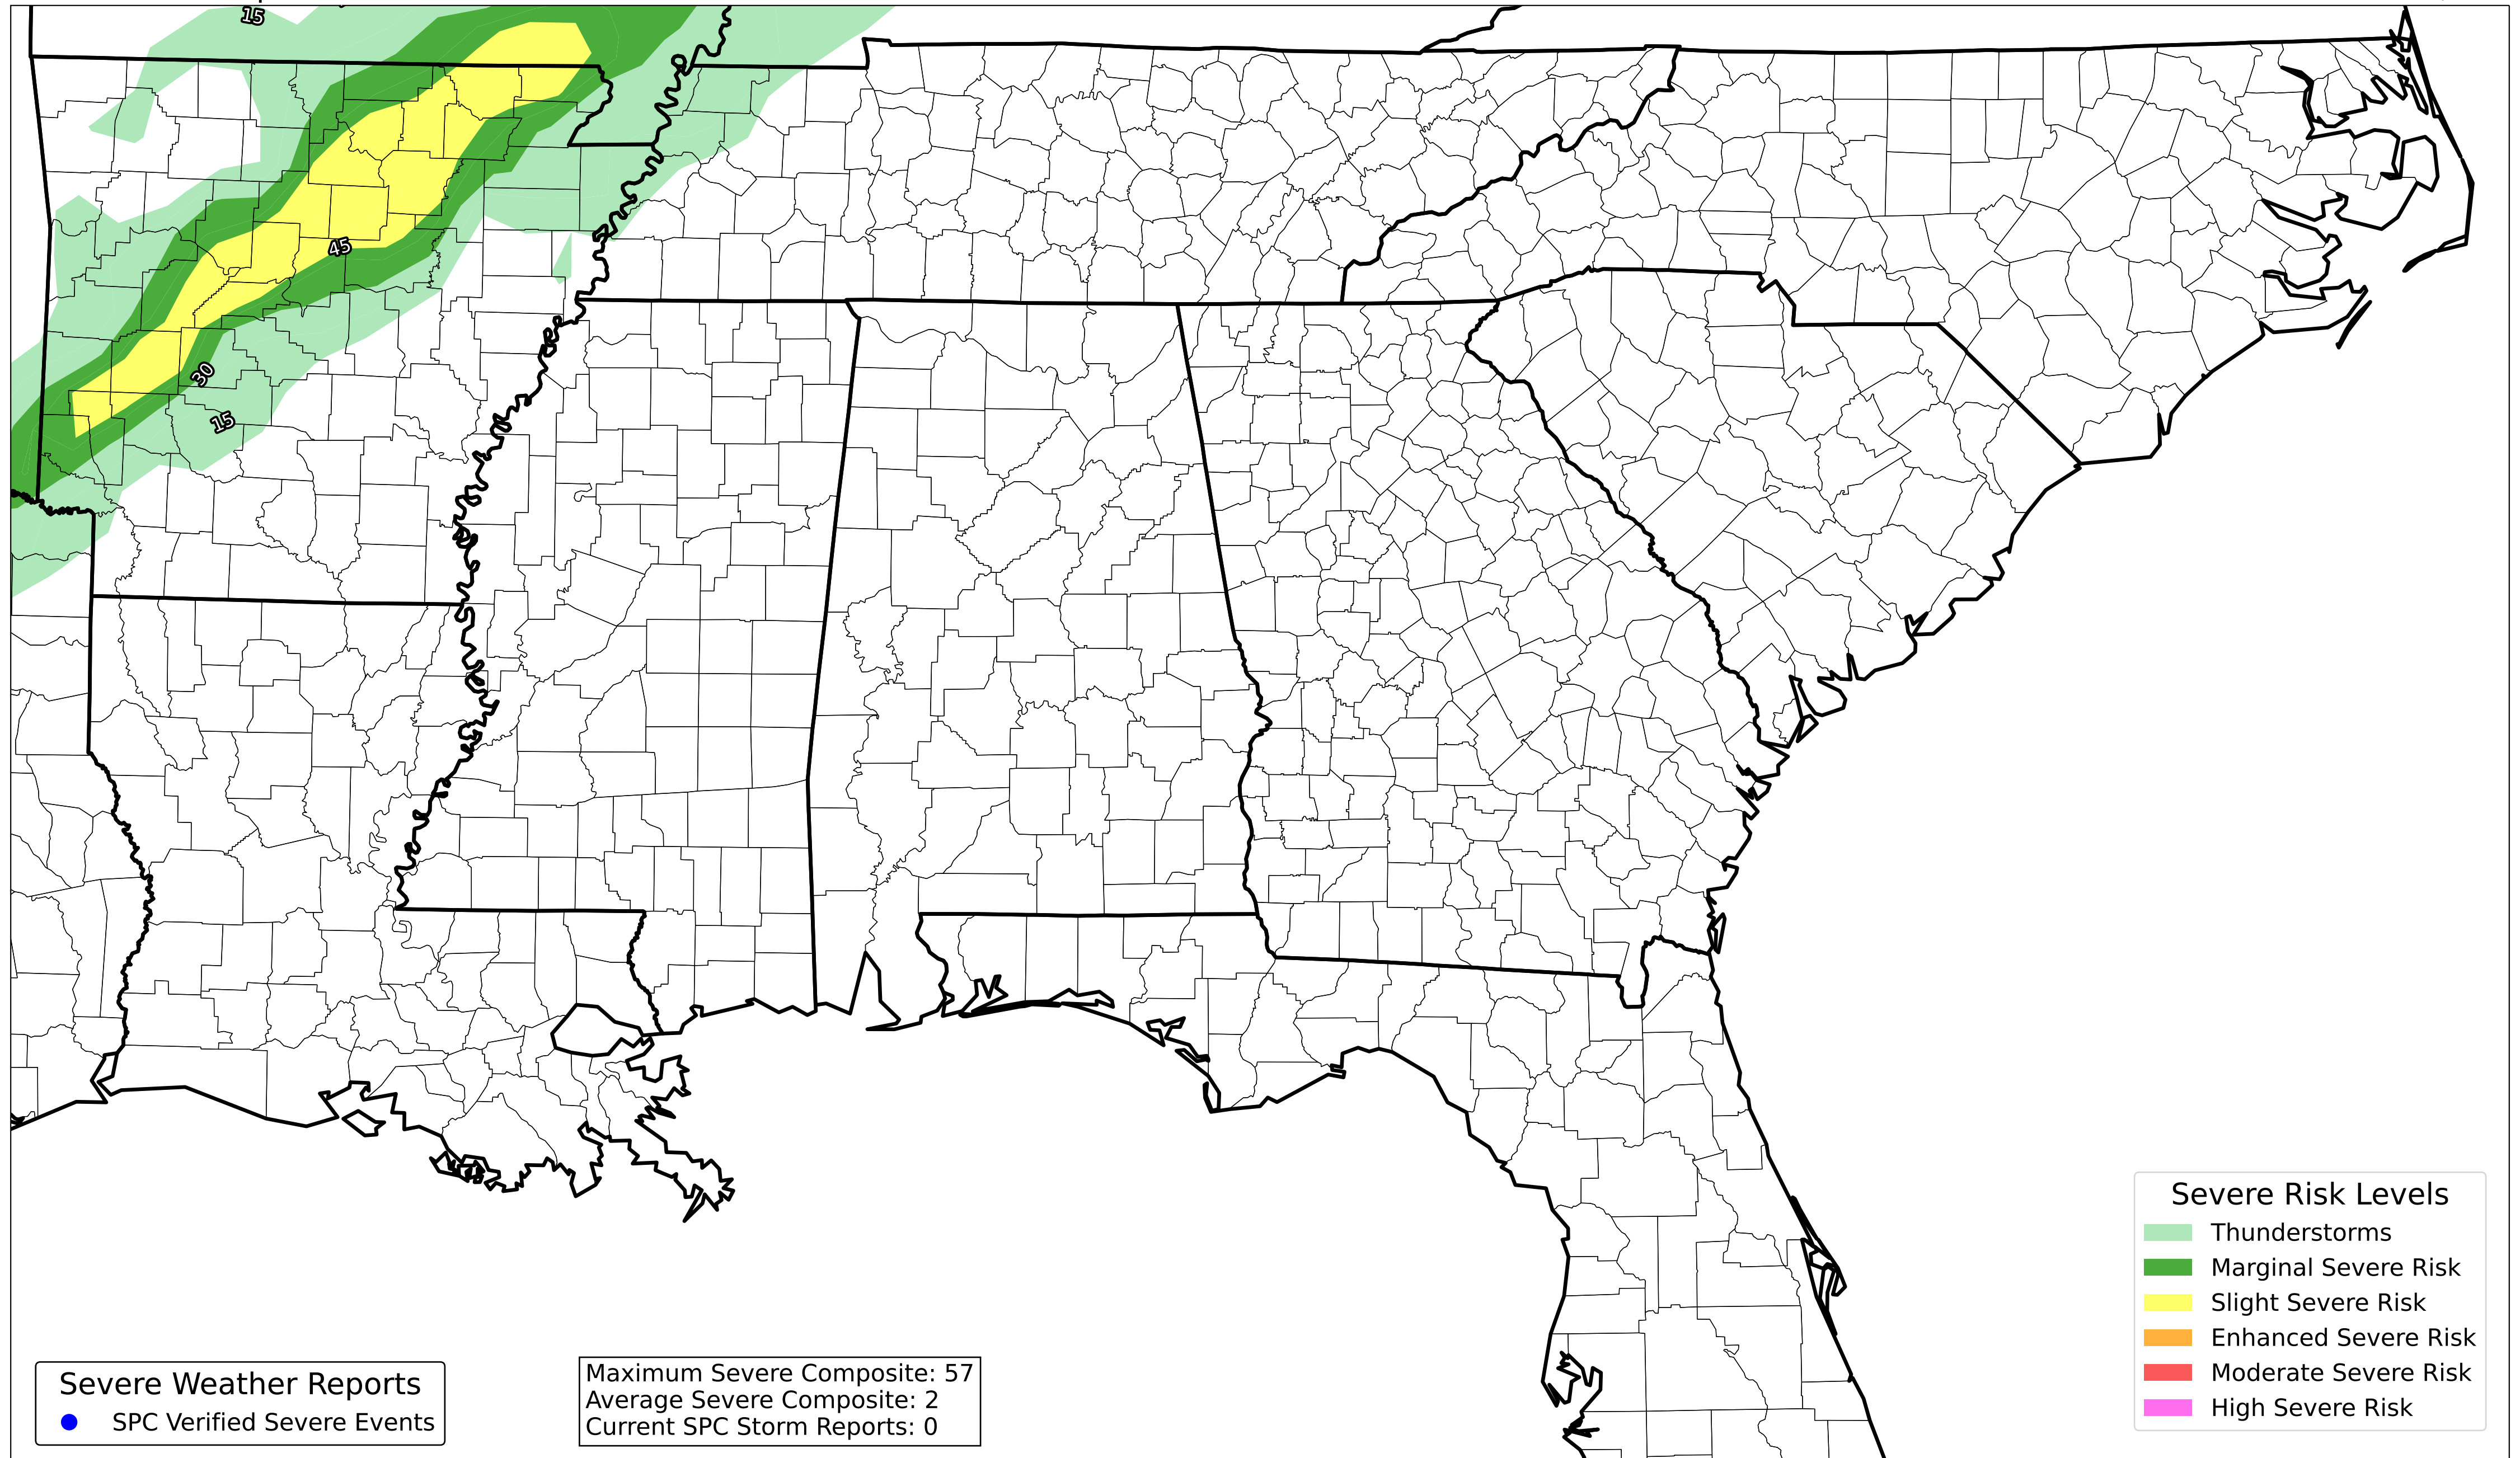 15
45
30
15
Severe Risk Levels
Thunderstorms
Marginal Severe Risk
Slight Severe Risk
Enhanced Severe Risk
Moderate Severe Risk
High Severe Risk
Severe Weather Reports
SPC Verified Severe Events
Maximum Severe Composite: 57
Average Severe Composite: 2
Current SPC Storm Reports: 0